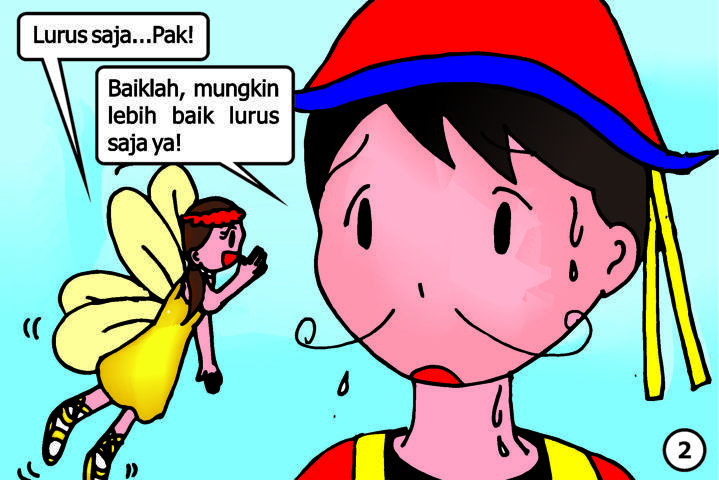 Lurus saja...Pak!
Baiklah, mungkin
lebih baik lurus
saja ya!
2